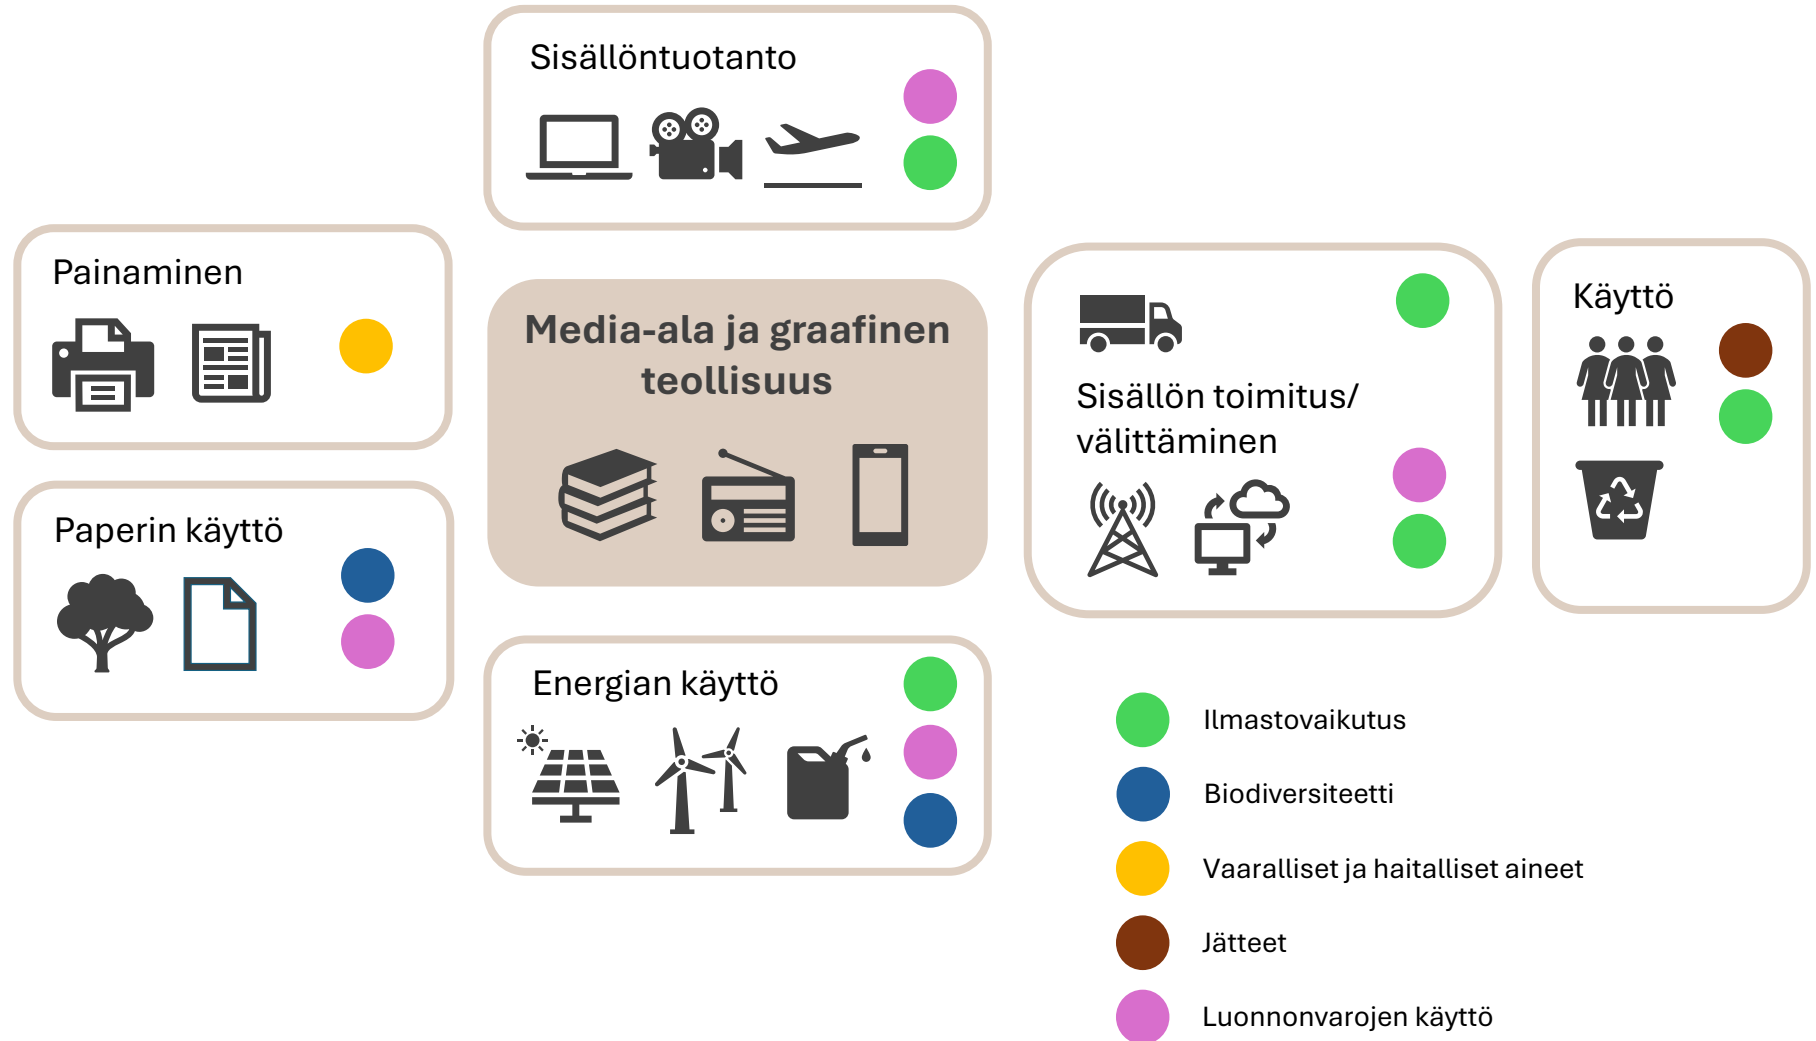 Sisällöntuotanto
Painaminen
Paperin käyttö
Media-ala ja graafinen
teollisuus
Energian käyttö
Sisällön toimitus/
välittäminen
Käyttö
Ilmastovaikutus
Biodiversiteetti
Vaaralliset ja haitalliset aineet
Jätteet
Luonnonvarojen käyttö